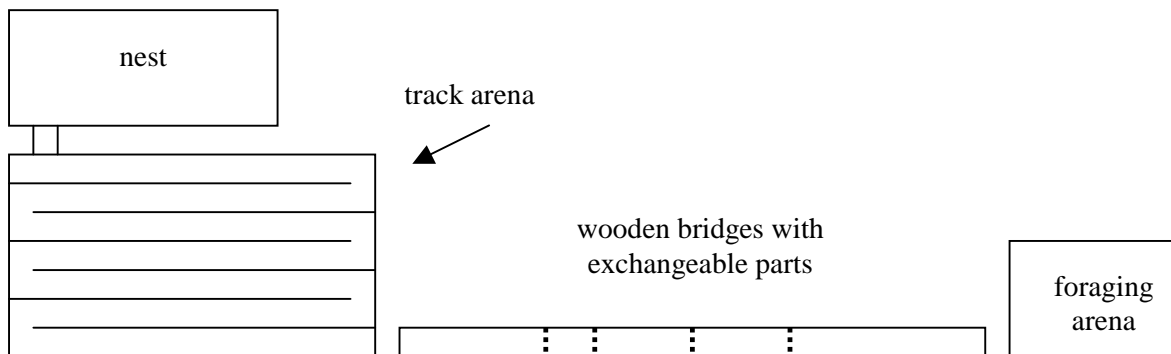 nest
track arena
wooden bridges with
exchangeable parts
foraging
arena